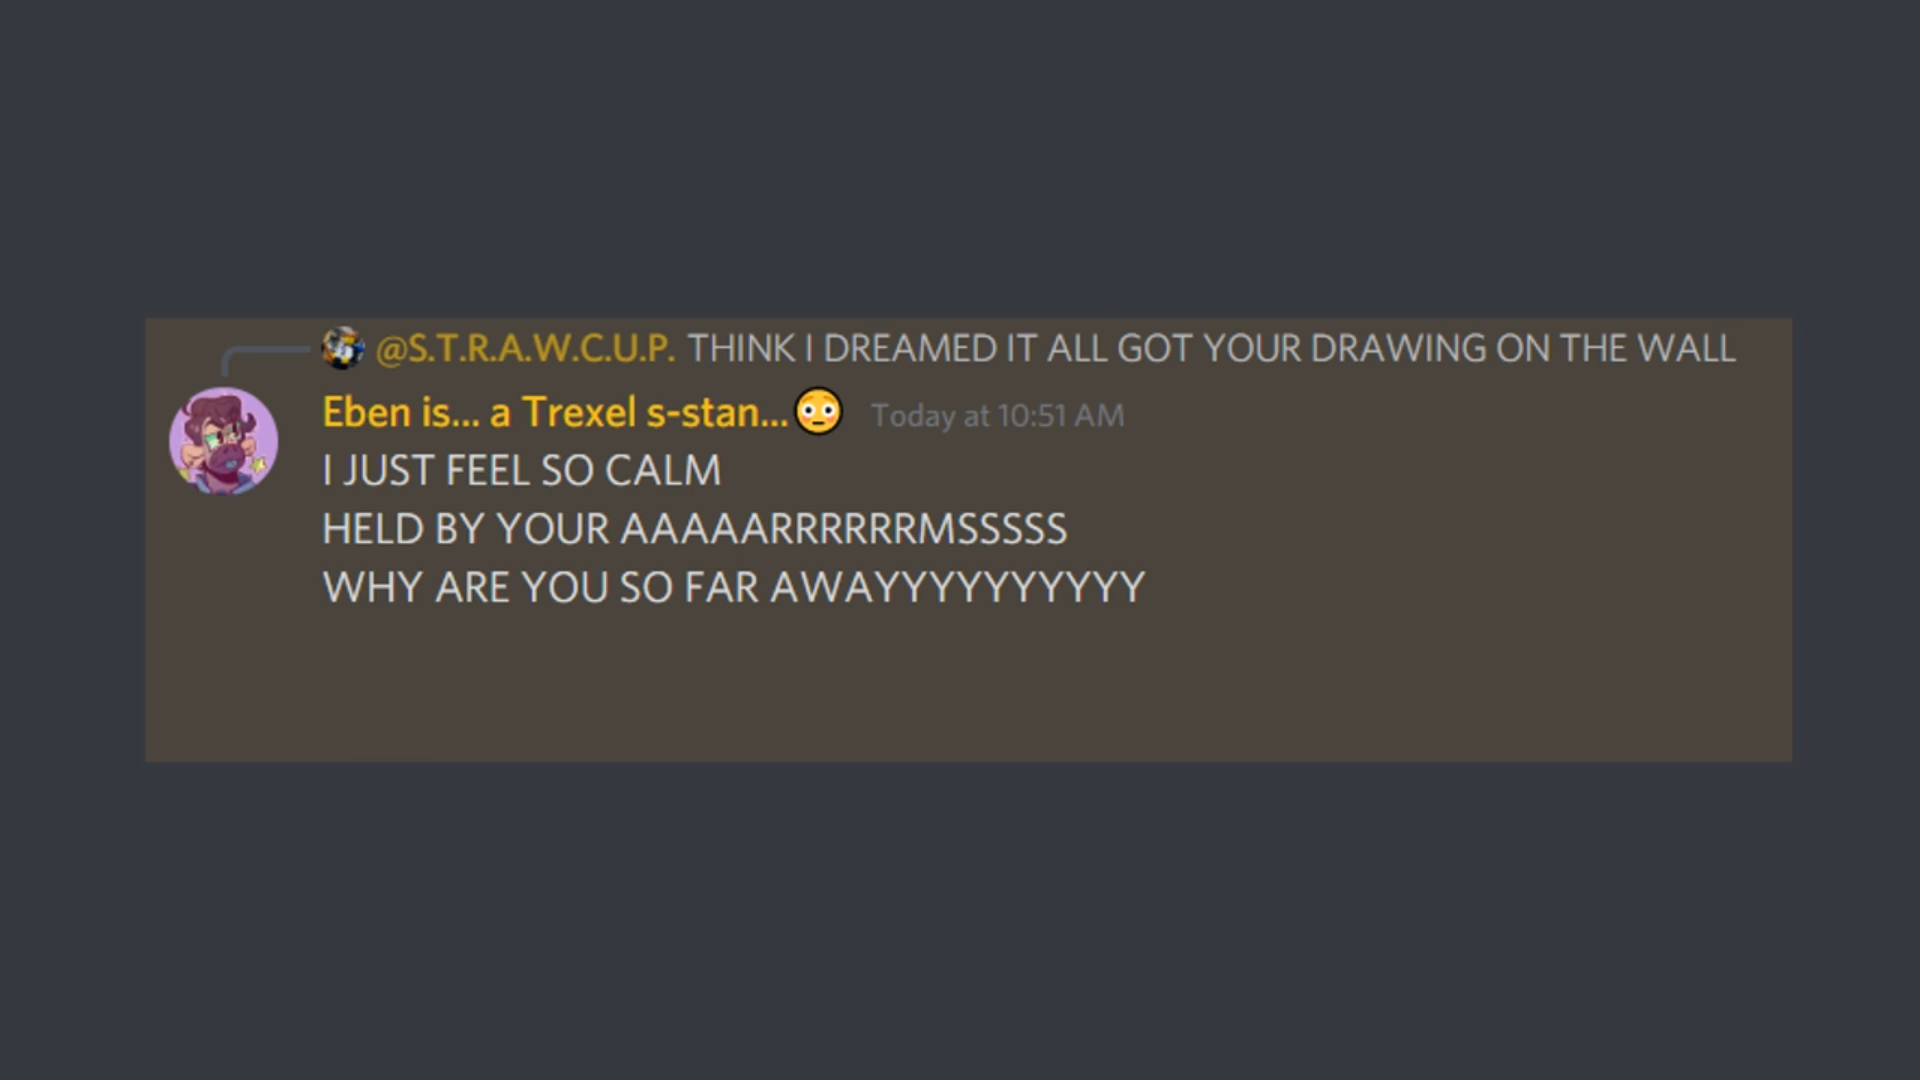 @S.T.R.A.W.C.U.P. THINK I DREAMED IT ALL GOT YOUR DRAWING ON THE WALL
Eben is... a Trexel s-stan...😳 Today at 10:51 AM
I JUST FEEL SO CALM
HELD BY YOUR AAAAARRRRRRMSSSSS
WHY ARE YOU SO FAR AWAYYYYYYYYYY